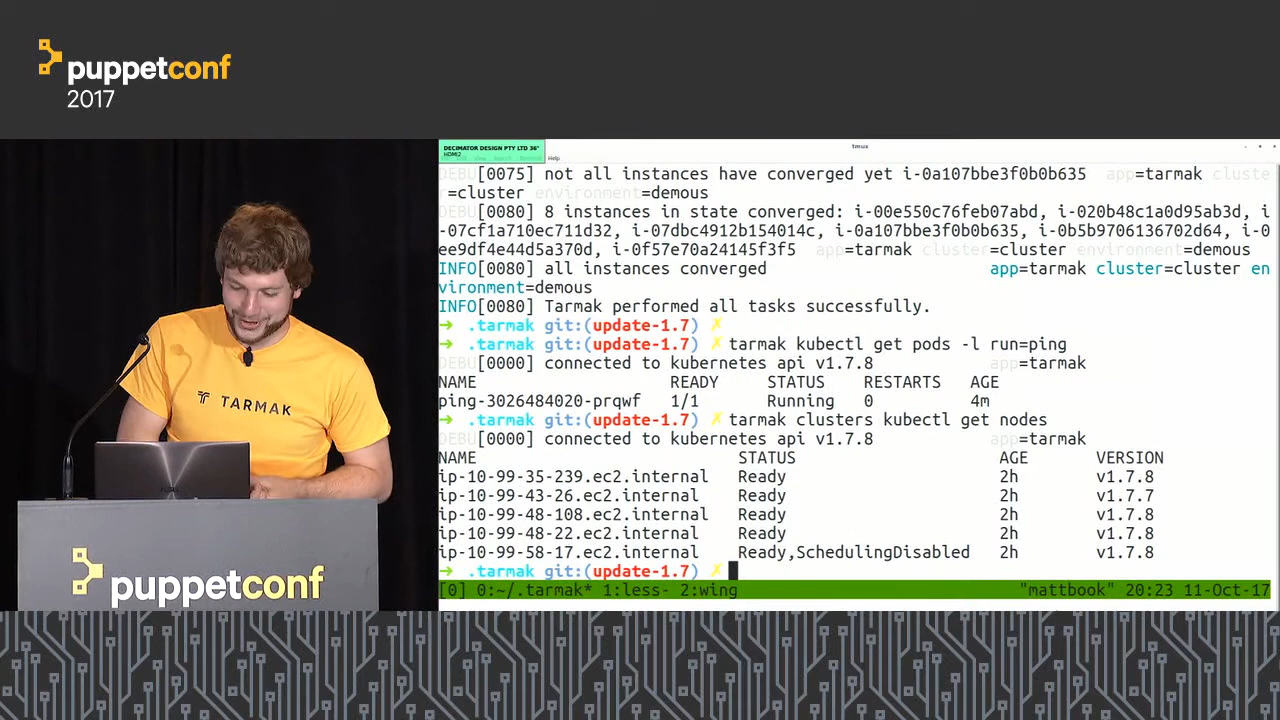 puppetconf
2017
DECIMATOR DESIGN PTY LTD 36"
HDMI2
Help
tmux
DEBU[0075] not all instances have converged yet i-0a107bbe3f0b0b635 app=tarmak cluste
r=cluster environment=demous
DEBU[0080] 8 instances in state converged: i-00e550c76feb07abd, i-020b48c1a0d95ab3d, i
-07cf1a710ec711d32, i-07dbc4912b154014c, i-0a107bbe3f0b0b635, i-0b5b9706136702d64, i-0
ee9df4e44d5a370d, i-0f57e70a24145f3f5 app=tarmak cluster=cluster environment=demous
INFO[0080] all instances converged app=tarmak cluster=cluster en
vironment=demous
INFO[0080] Tarmak performed all tasks successfully.
➜ .tarmak git:(update-1.7) ✗
➜ .tarmak git:(update-1.7) ✗ tarmak kubectl get pods -l run=ping
DEBU[0000] connected to kubernetes api v1.7.8 app=tarmak
NAME READY STATUS RESTARTS AGE
ping-3026484020-prqwf 1/1 Running 0 4m
➜ .tarmak git:(update-1.7) ✗ tarmak clusters kubectl get nodes
DEBU[0000] connected to kubernetes api v1.7.8 app=tarmak
NAME STATUS AGE VERSION
ip-10-99-35-239.ec2.internal Ready 2h v1.7.8
ip-10-99-43-26.ec2.internal Ready 2h v1.7.7
ip-10-99-48-108.ec2.internal Ready 2h v1.7.8
ip-10-99-48-22.ec2.internal Ready 2h v1.7.8
ip-10-99-58-17.ec2.internal Ready,SchedulingDisabled 2h v1.7.8
➜ .tarmak git:(update-1.7) ✗
[0] 0:~/.tarmak* 1:less- 2:wing "mattbook" 20:23 11-Oct-17
TARMAK
puppetconf